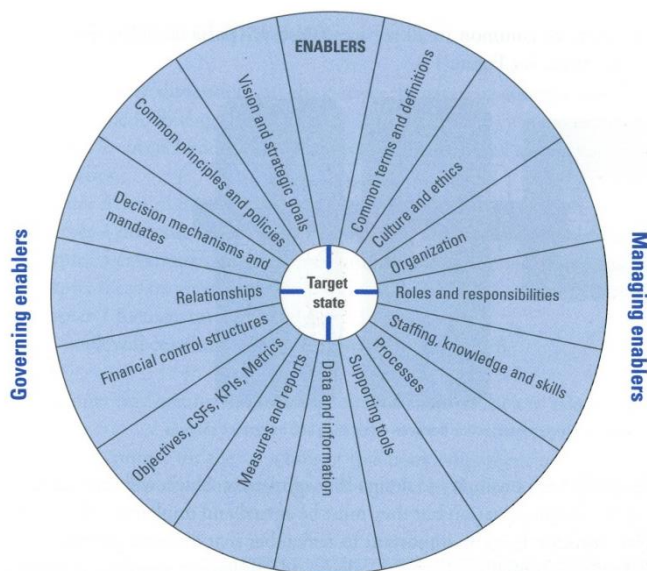 ENABLERS
Common terms and definitions
Culture and ethics
Organization
Roles and responsibilities
Staffing, knowledge and skills
Processes
Supporting tools
Data and information
Measures and reports
Objectives, CSFs, KPIs, Metrics
Financial control structures
Relationships
Decision mechanisms and
mandates
Common principles and policies
Vision and strategic goals
Target
state
Governing enablers
Managing enablers